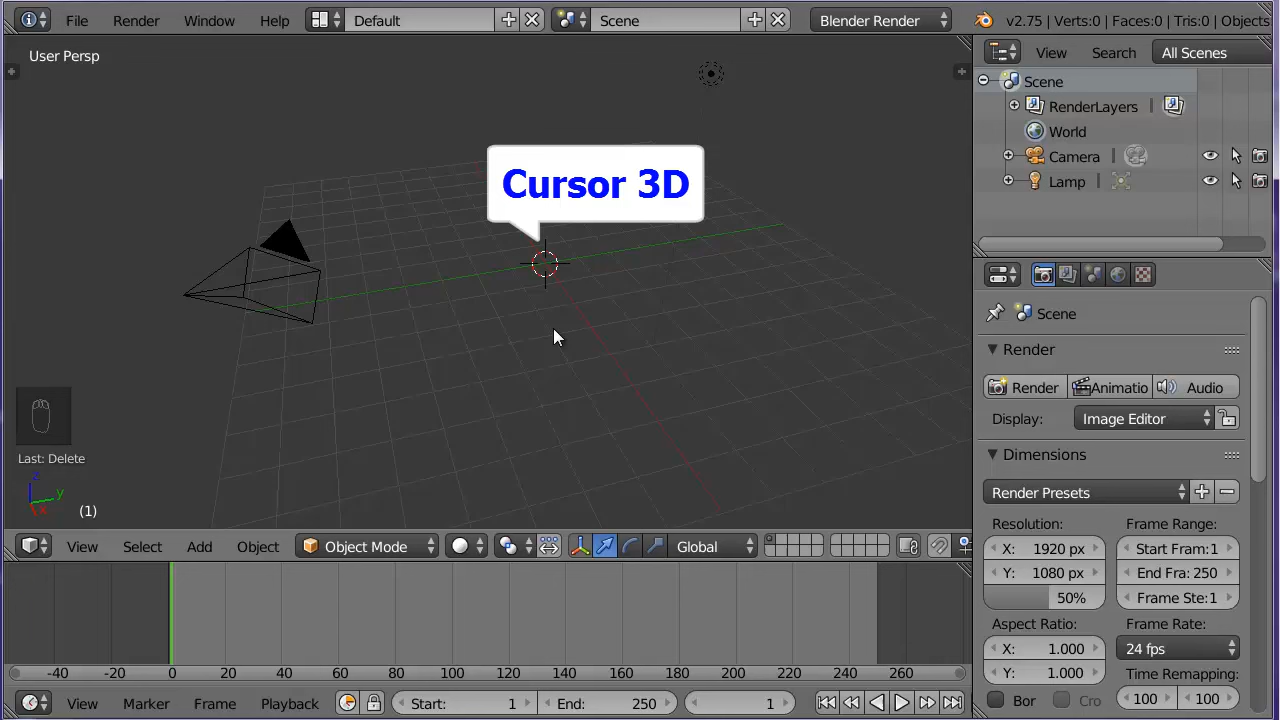 File Render Window Help Default Scene Blender Render v2.75 | Verts:0 | Faces:0 | Tris:0 | Objects
User Persp
View Search All Scenes
Scene
RenderLayers
World
Camera
Lamp
Cursor 3D
Scene
Render
Render Animatio Audio
Display: Image Editor
Dimensions
Render Presets
Resolution: Frame Range:
X: 1920 px Start Fram:1
Y: 1080 px End Fra: 250
50% Frame Ste:1
Aspect Ratio: Frame Rate:
X: 1.000 24 fps
Y: 1.000 Time Remapping:
Bor Cro 100 100
Last: Delete
z
y
x
(1)
View Select Add Object Object Mode Global
-40 -20 0 20 40 60 80 100 120 140 160 180 200 220 240 260
View Marker Frame Playback Start: 1 End: 250 1